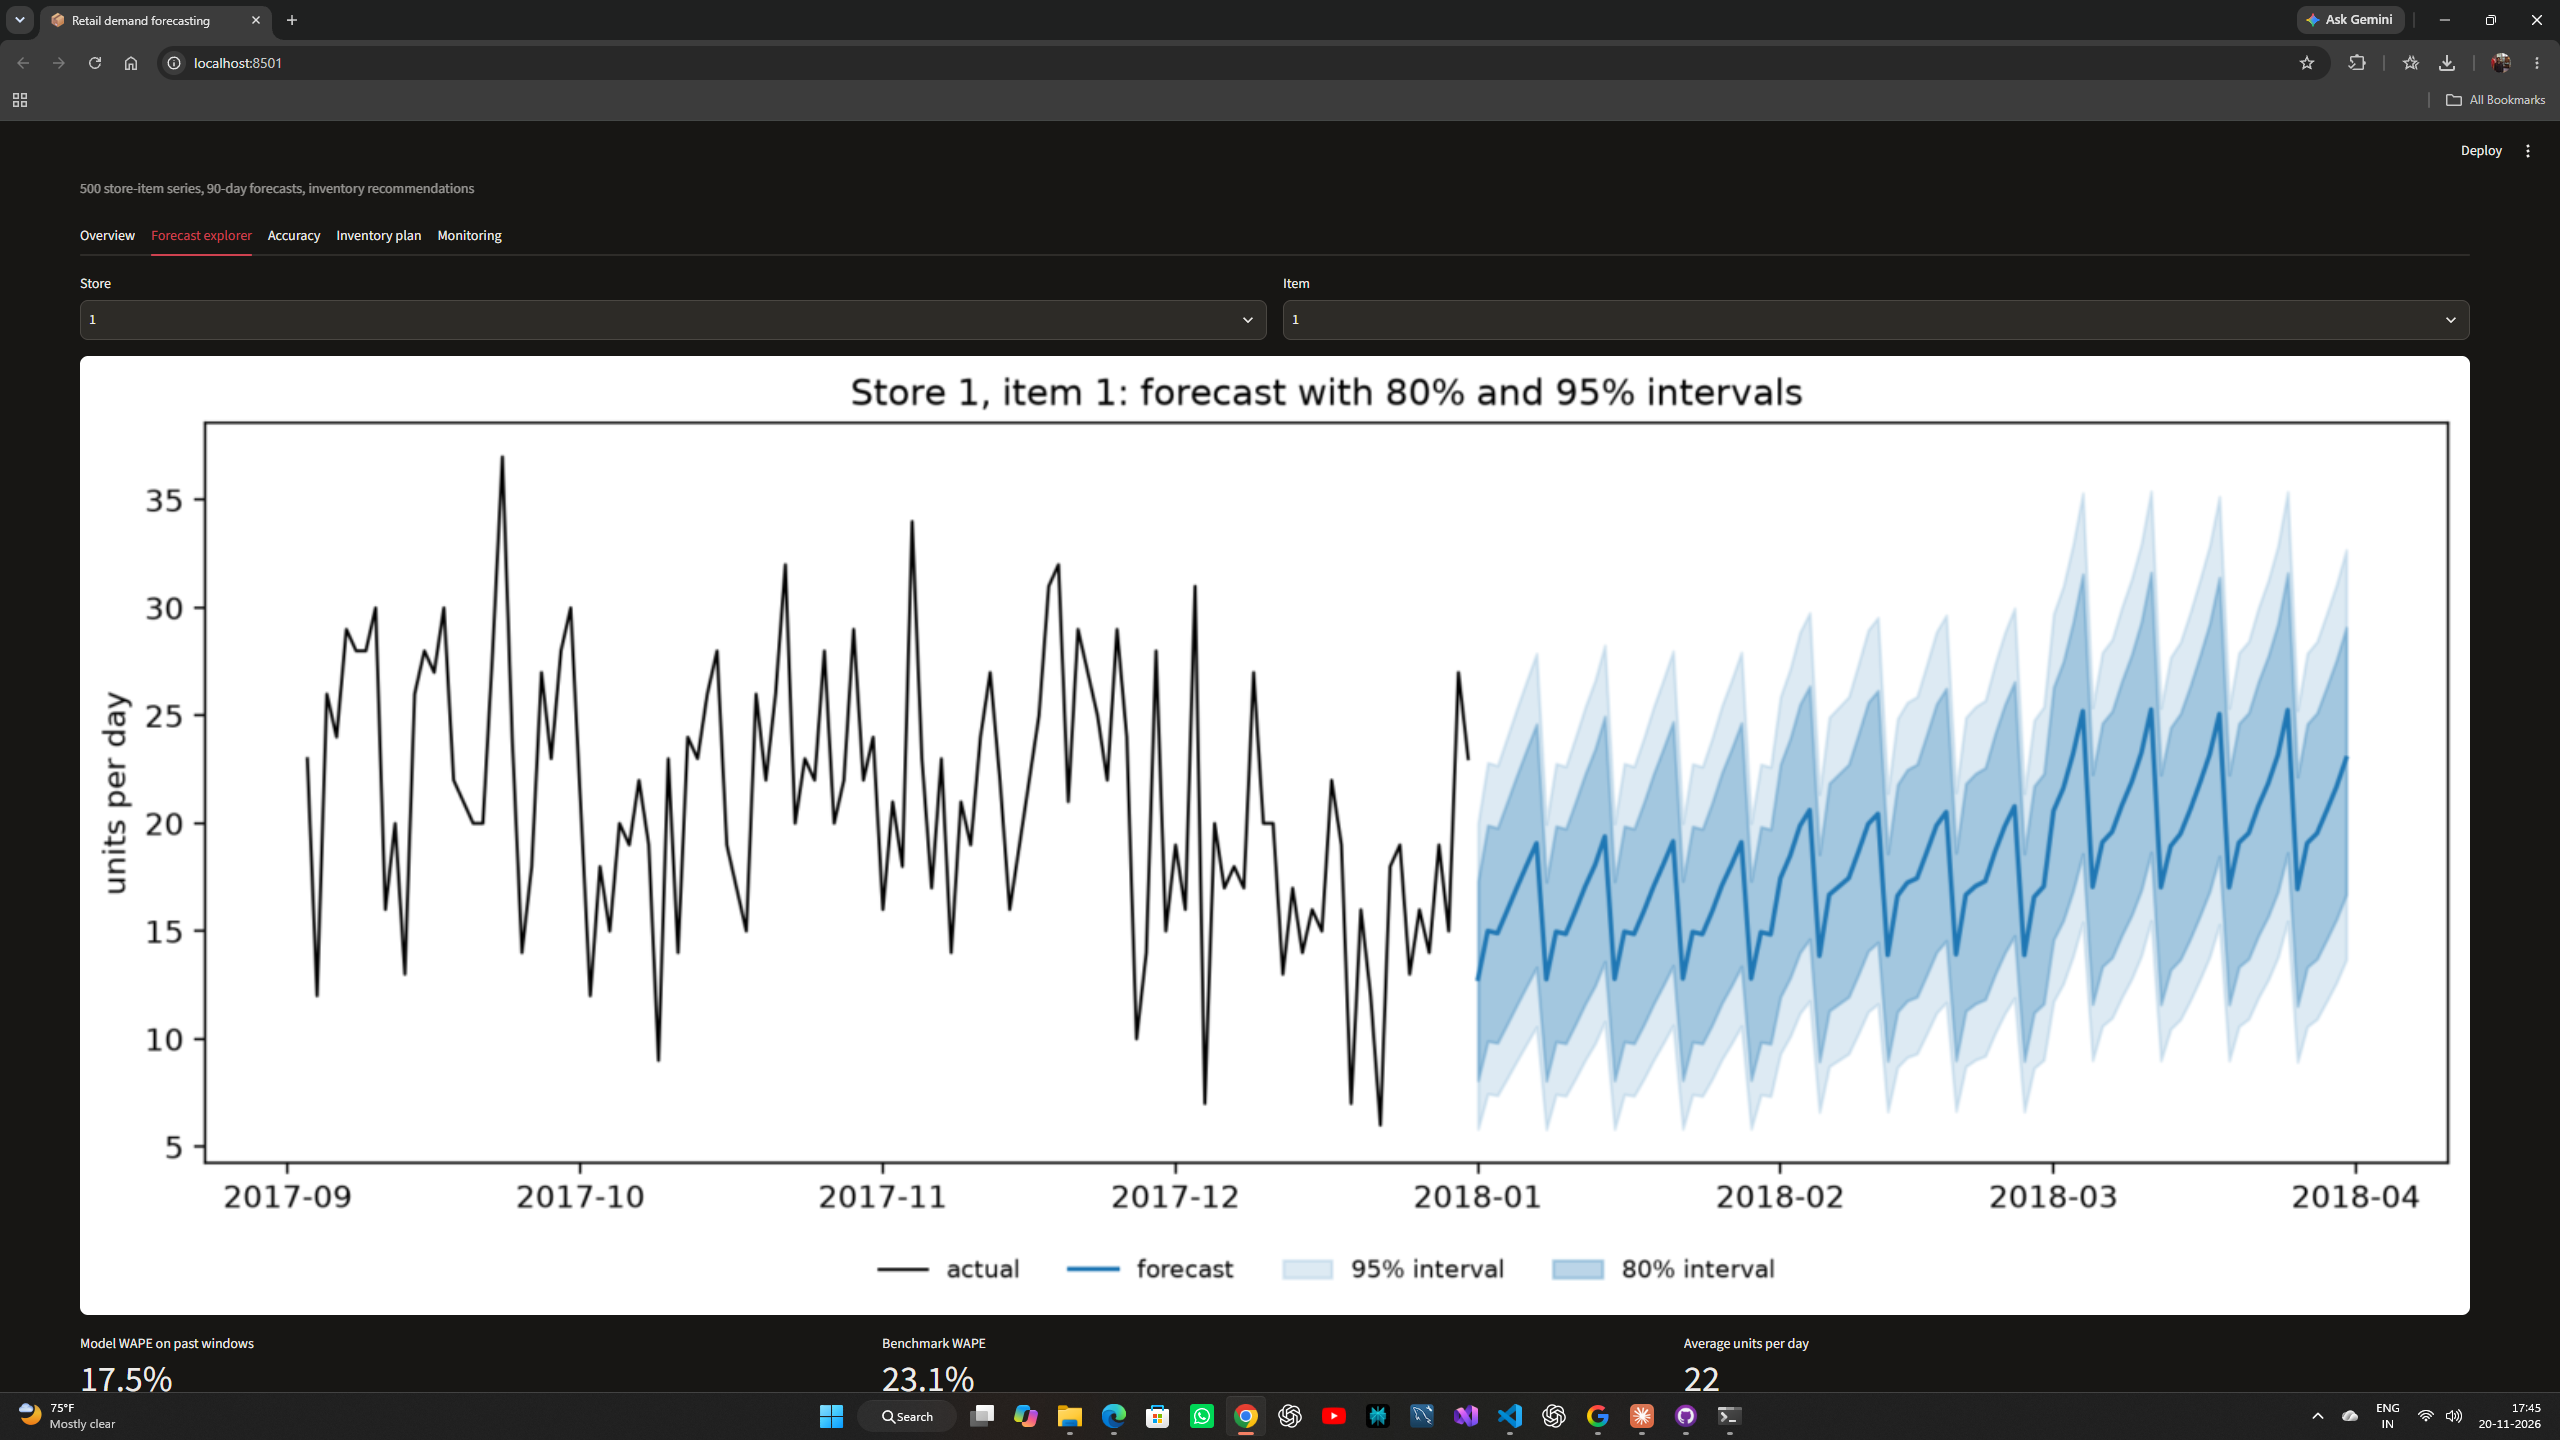 Retail demand forecasting
Ask Gemini
localhost:8501
All Bookmarks
Deploy
500 store-item series, 90-day forecasts, inventory recommendations
Overview Forecast explorer Accuracy Inventory plan Monitoring
Store Item
1 1
Store 1, item 1: forecast with 80% and 95% intervals
units per day
35
30
25
20
15
10
5
2017-09 2017-10 2017-11 2017-12 2018-01 2018-02 2018-03 2018-04
actual forecast 95% interval 80% interval
Model WAPE on past windows Benchmark WAPE Average units per day
17.5% 23.1% 22
75°F
Mostly clear
Search
ENG
IN
17:45
20-11-2026